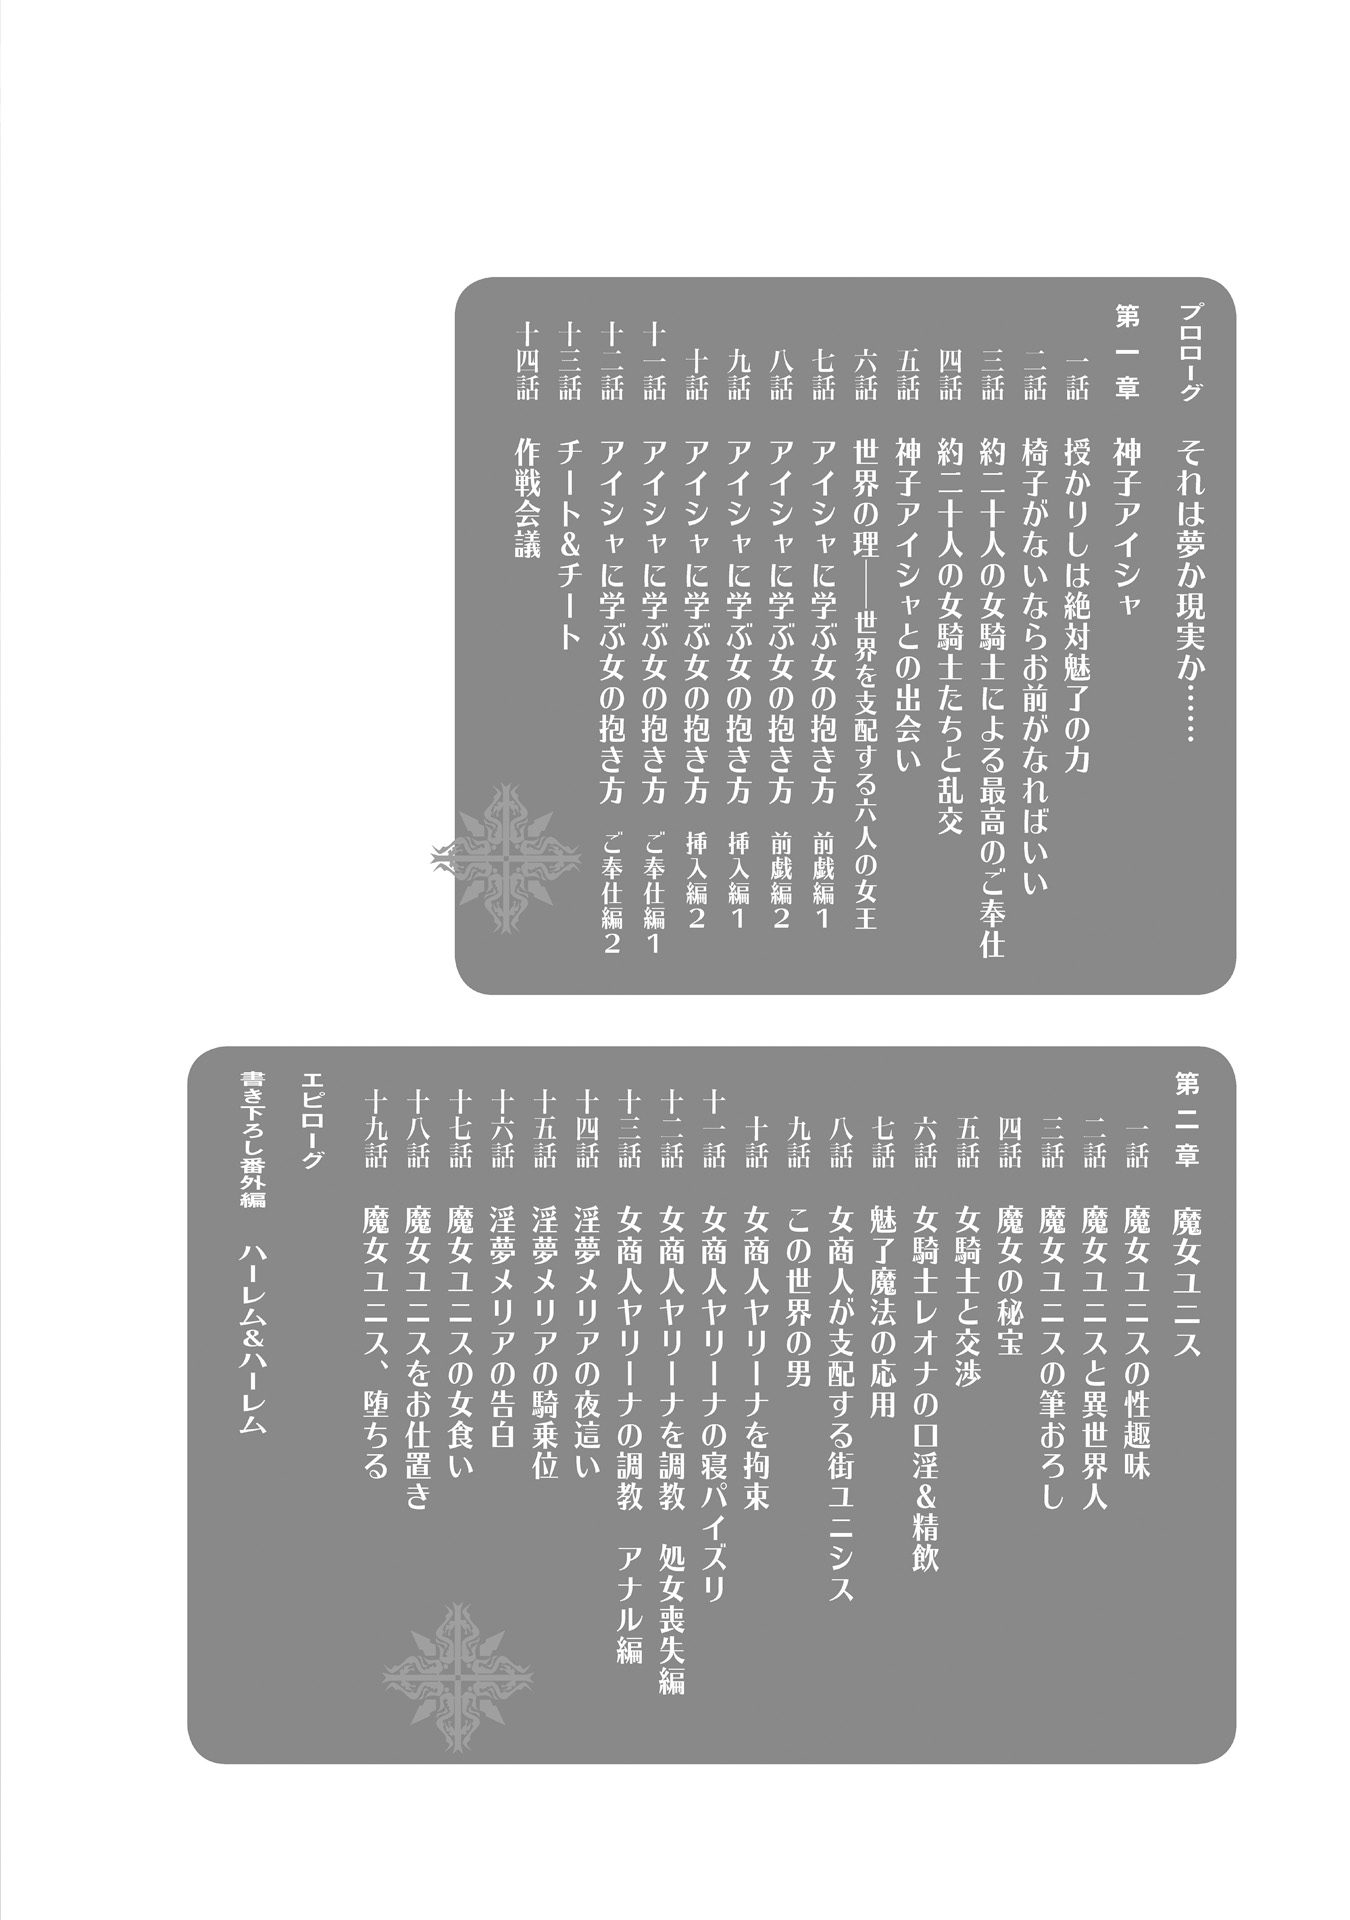 プロローグ　それは夢か現実か……
第一章　神子アイシャ
一話　授かりしは絶対魅了の力
二話　椅子がないならお前がなればいい
三話　約二十人の女騎士による最高のご奉仕
四話　約二十人の女騎士たちと乱交
五話　神子アイシャとの出会い
六話　世界の理――世界を支配する六人の女王
七話　アイシャに学ぶ女の抱き方　前戯編1
八話　アイシャに学ぶ女の抱き方　前戯編2
九話　アイシャに学ぶ女の抱き方　挿入編1
十話　アイシャに学ぶ女の抱き方　挿入編2
十一話　アイシャに学ぶ女の抱き方　ご奉仕編1
十二話　アイシャに学ぶ女の抱き方　ご奉仕編2
十三話　チート＆チート
十四話　作戦会議
第二章　魔女ユニス
一話　魔女ユニスの性趣味
二話　魔女ユニスと異世界人
三話　魔女ユニスの筆おろし
四話　魔女の秘宝
五話　女騎士と交渉
六話　女騎士レオナの口淫＆精飲
七話　魅了魔法の応用
八話　女商人が支配する街ユニシス
九話　この世界の男
十話　女商人ヤリーナを拘束
十一話　女商人ヤリーナの寝パイズリ
十二話　女商人ヤリーナを調教　処女喪失編
十三話　女商人ヤリーナの調教　アナル編
十四話　淫夢メリアの夜這い
十五話　淫夢メリアの騎乗位
十六話　淫夢メリアの告白
十七話　魔女ユニスの女食い
十八話　魔女ユニスをお仕置き
十九話　魔女ユニス、堕ちる
エピローグ
書き下ろし番外編　ハーレム＆ハーレム